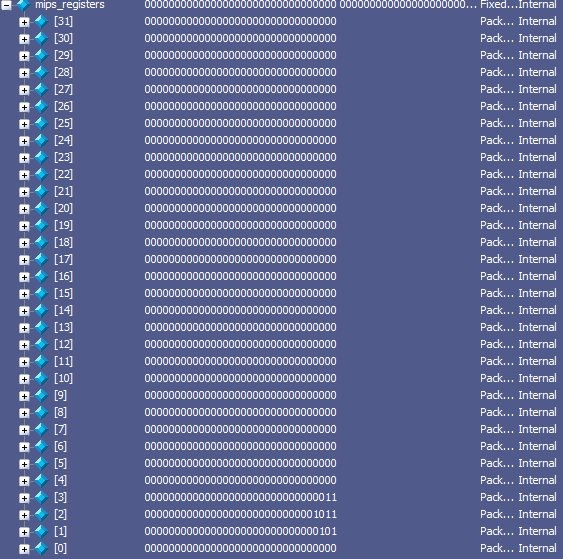 mips_registers 00000000000000000000000000000000 000000000000000000000... Fixed... Internal
[31] 00000000000000000000000000000000 Pack... Internal
[30] 00000000000000000000000000000000 Pack... Internal
[29] 00000000000000000000000000000000 Pack... Internal
[28] 00000000000000000000000000000000 Pack... Internal
[27] 00000000000000000000000000000000 Pack... Internal
[26] 00000000000000000000000000000000 Pack... Internal
[25] 00000000000000000000000000000000 Pack... Internal
[24] 00000000000000000000000000000000 Pack... Internal
[23] 00000000000000000000000000000000 Pack... Internal
[22] 00000000000000000000000000000000 Pack... Internal
[21] 00000000000000000000000000000000 Pack... Internal
[20] 00000000000000000000000000000000 Pack... Internal
[19] 00000000000000000000000000000000 Pack... Internal
[18] 00000000000000000000000000000000 Pack... Internal
[17] 00000000000000000000000000000000 Pack... Internal
[16] 00000000000000000000000000000000 Pack... Internal
[15] 00000000000000000000000000000000 Pack... Internal
[14] 00000000000000000000000000000000 Pack... Internal
[13] 00000000000000000000000000000000 Pack... Internal
[12] 00000000000000000000000000000000 Pack... Internal
[11] 00000000000000000000000000000000 Pack... Internal
[10] 00000000000000000000000000000000 Pack... Internal
[9] 00000000000000000000000000000000 Pack... Internal
[8] 00000000000000000000000000000000 Pack... Internal
[7] 00000000000000000000000000000000 Pack... Internal
[6] 00000000000000000000000000000000 Pack... Internal
[5] 00000000000000000000000000000000 Pack... Internal
[4] 00000000000000000000000000000000 Pack... Internal
[3] 00000000000000000000000000000011 Pack... Internal
[2] 00000000000000000000000000001011 Pack... Internal
[1] 00000000000000000000000000000101 Pack... Internal
[0] 00000000000000000000000000000000 Pack... Internal